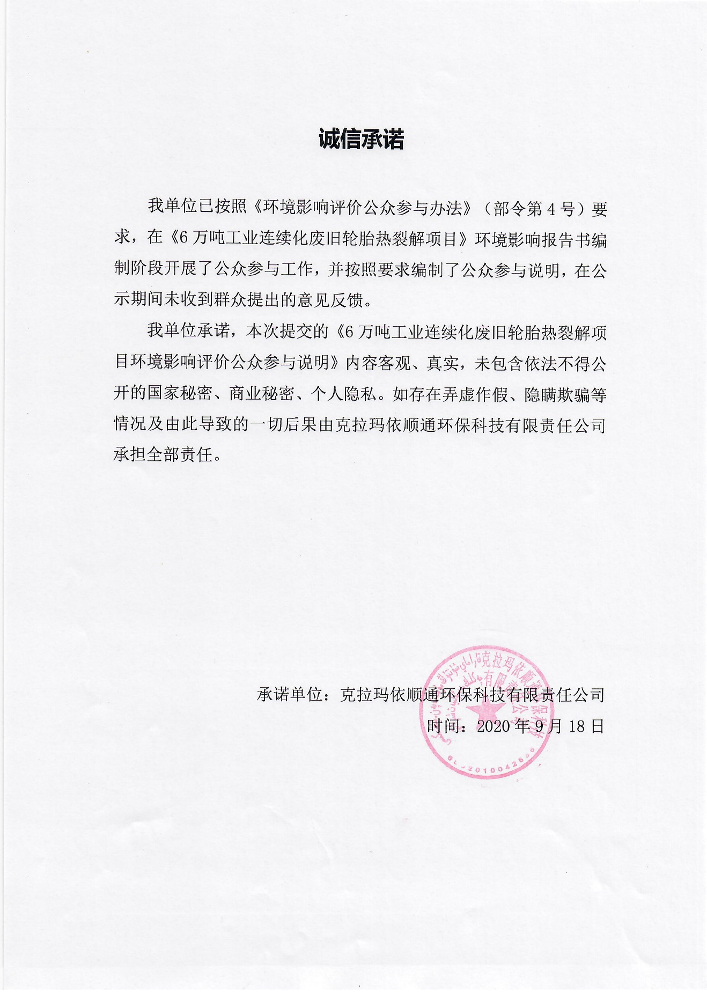 诚信承诺
我单位已按照《环境影响评价公众参与办法》（部令第4号）要
求，在《6万吨工业连续化废旧轮胎热裂解项目》环境影响报告书编
制阶段开展了公众参与工作，并按照要求编制了公众参与说明，在公
示期间未收到群众提出的意见反馈。
我单位承诺，本次提交的《6万吨工业连续化废旧轮胎热裂解项
目环境影响评价公众参与说明》内容客观、真实，未包含依法不得公
开的国家秘密、商业秘密、个人隐私。如存在弄虚作假、隐瞒欺骗等
情况及由此导致的一切后果由克拉玛依顺通环保科技有限责任公司
承担全部责任。
承诺单位：克拉玛依顺通环保科技有限责任公司
时间：2020年9月18日
克拉玛依顺通环保科技
有限责任公司